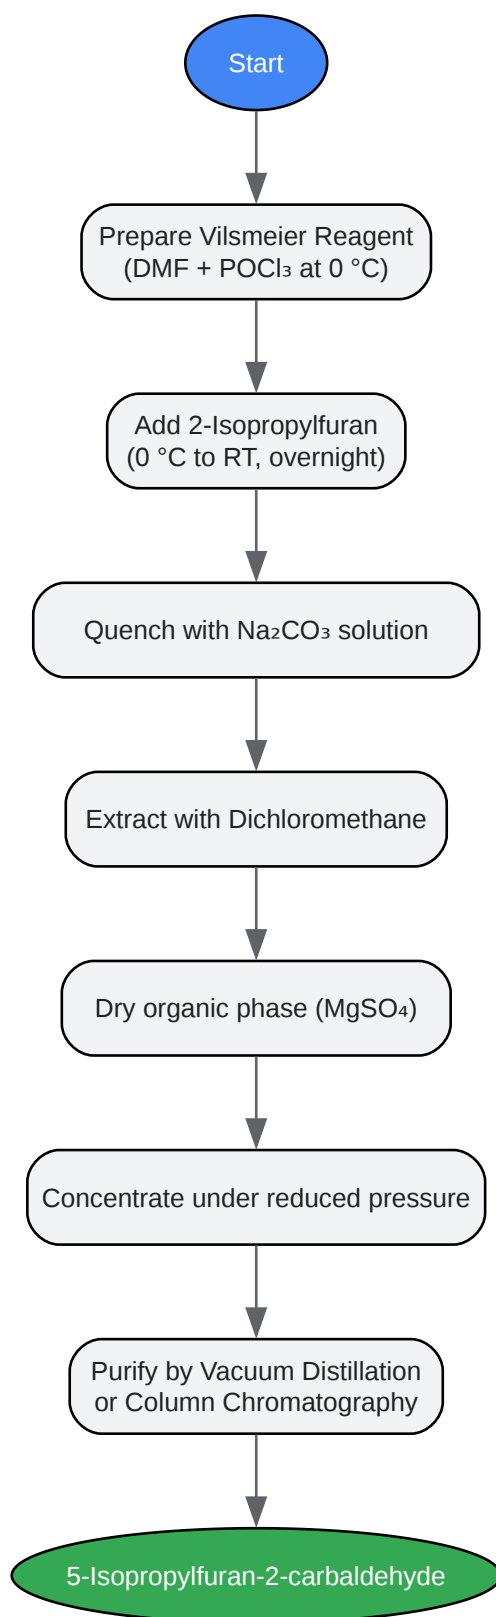 Start
Prepare Vilsmeier Reagent
(DMF + POCl₃ at 0 °C)
Add 2-Isopropylfuran
(0 °C to RT, overnight)
Quench with Na₂CO₃ solution
Extract with Dichloromethane
Dry organic phase (MgSO₄)
Concentrate under reduced pressure
Purify by Vacuum Distillation
or Column Chromatography
5-Isopropylfuran-2-carbaldehyde